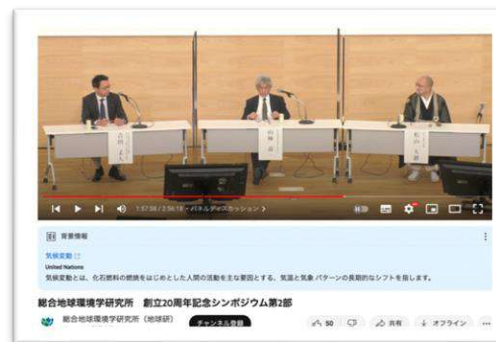 1:57:58 / 2:56:18 • パネルディスカッション >
背景情報
気候変動
United Nations
気候変動とは、化石燃料の燃焼をはじめとした人間の活動を主な要因とする、気温と気象パターンの長期的なシフトを指します。
総合地球環境学研究所 創立20周年記念シンポジウム第2部
総合地球環境学研究所（地球研）
チャンネル登録
50
共有
オフライン